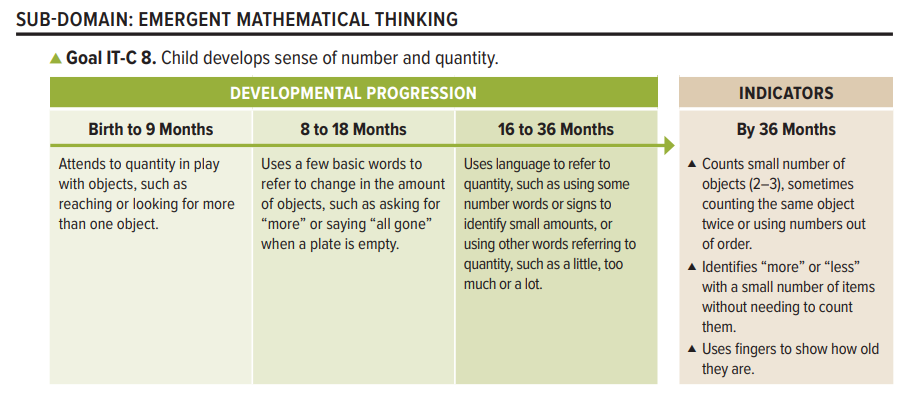 SUB-DOMAIN: EMERGENT MATHEMATICAL THINKING
▲ Goal IT-C 8. Child develops sense of number and quantity.
DEVELOPMENTAL PROGRESSION
Birth to 9 Months
Attends to quantity in play
with objects, such as
reaching or looking for more
than one object.
8 to 18 Months
Uses a few basic words to
refer to change in the amount
of objects, such as asking for
“more” or saying “all gone”
when a plate is empty.
16 to 36 Months
Uses language to refer to
quantity, such as using some
number words or signs to
identify small amounts, or
using other words referring to
quantity, such as a little, too
much or a lot.
INDICATORS
By 36 Months
▲ Counts small number of
objects (2–3), sometimes
counting the same object
twice or using numbers out
of order.
▲ Identifies “more” or “less”
with a small number of items
without needing to count
them.
▲ Uses fingers to show how old
they are.